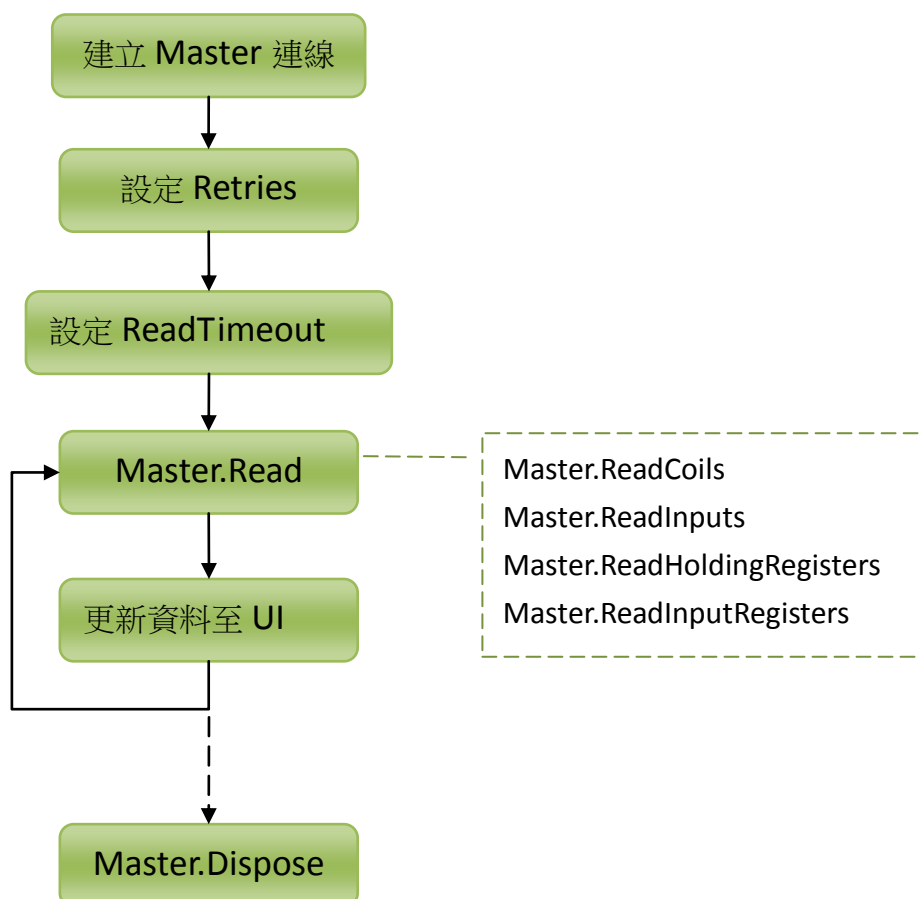 建立 Master 連線
設定 Retries
設定 ReadTimeout
Master.Read
Master.ReadCoils
Master.ReadInputs
Master.ReadHoldingRegisters
Master.ReadInputRegisters
更新資料至 UI
Master.Dispose